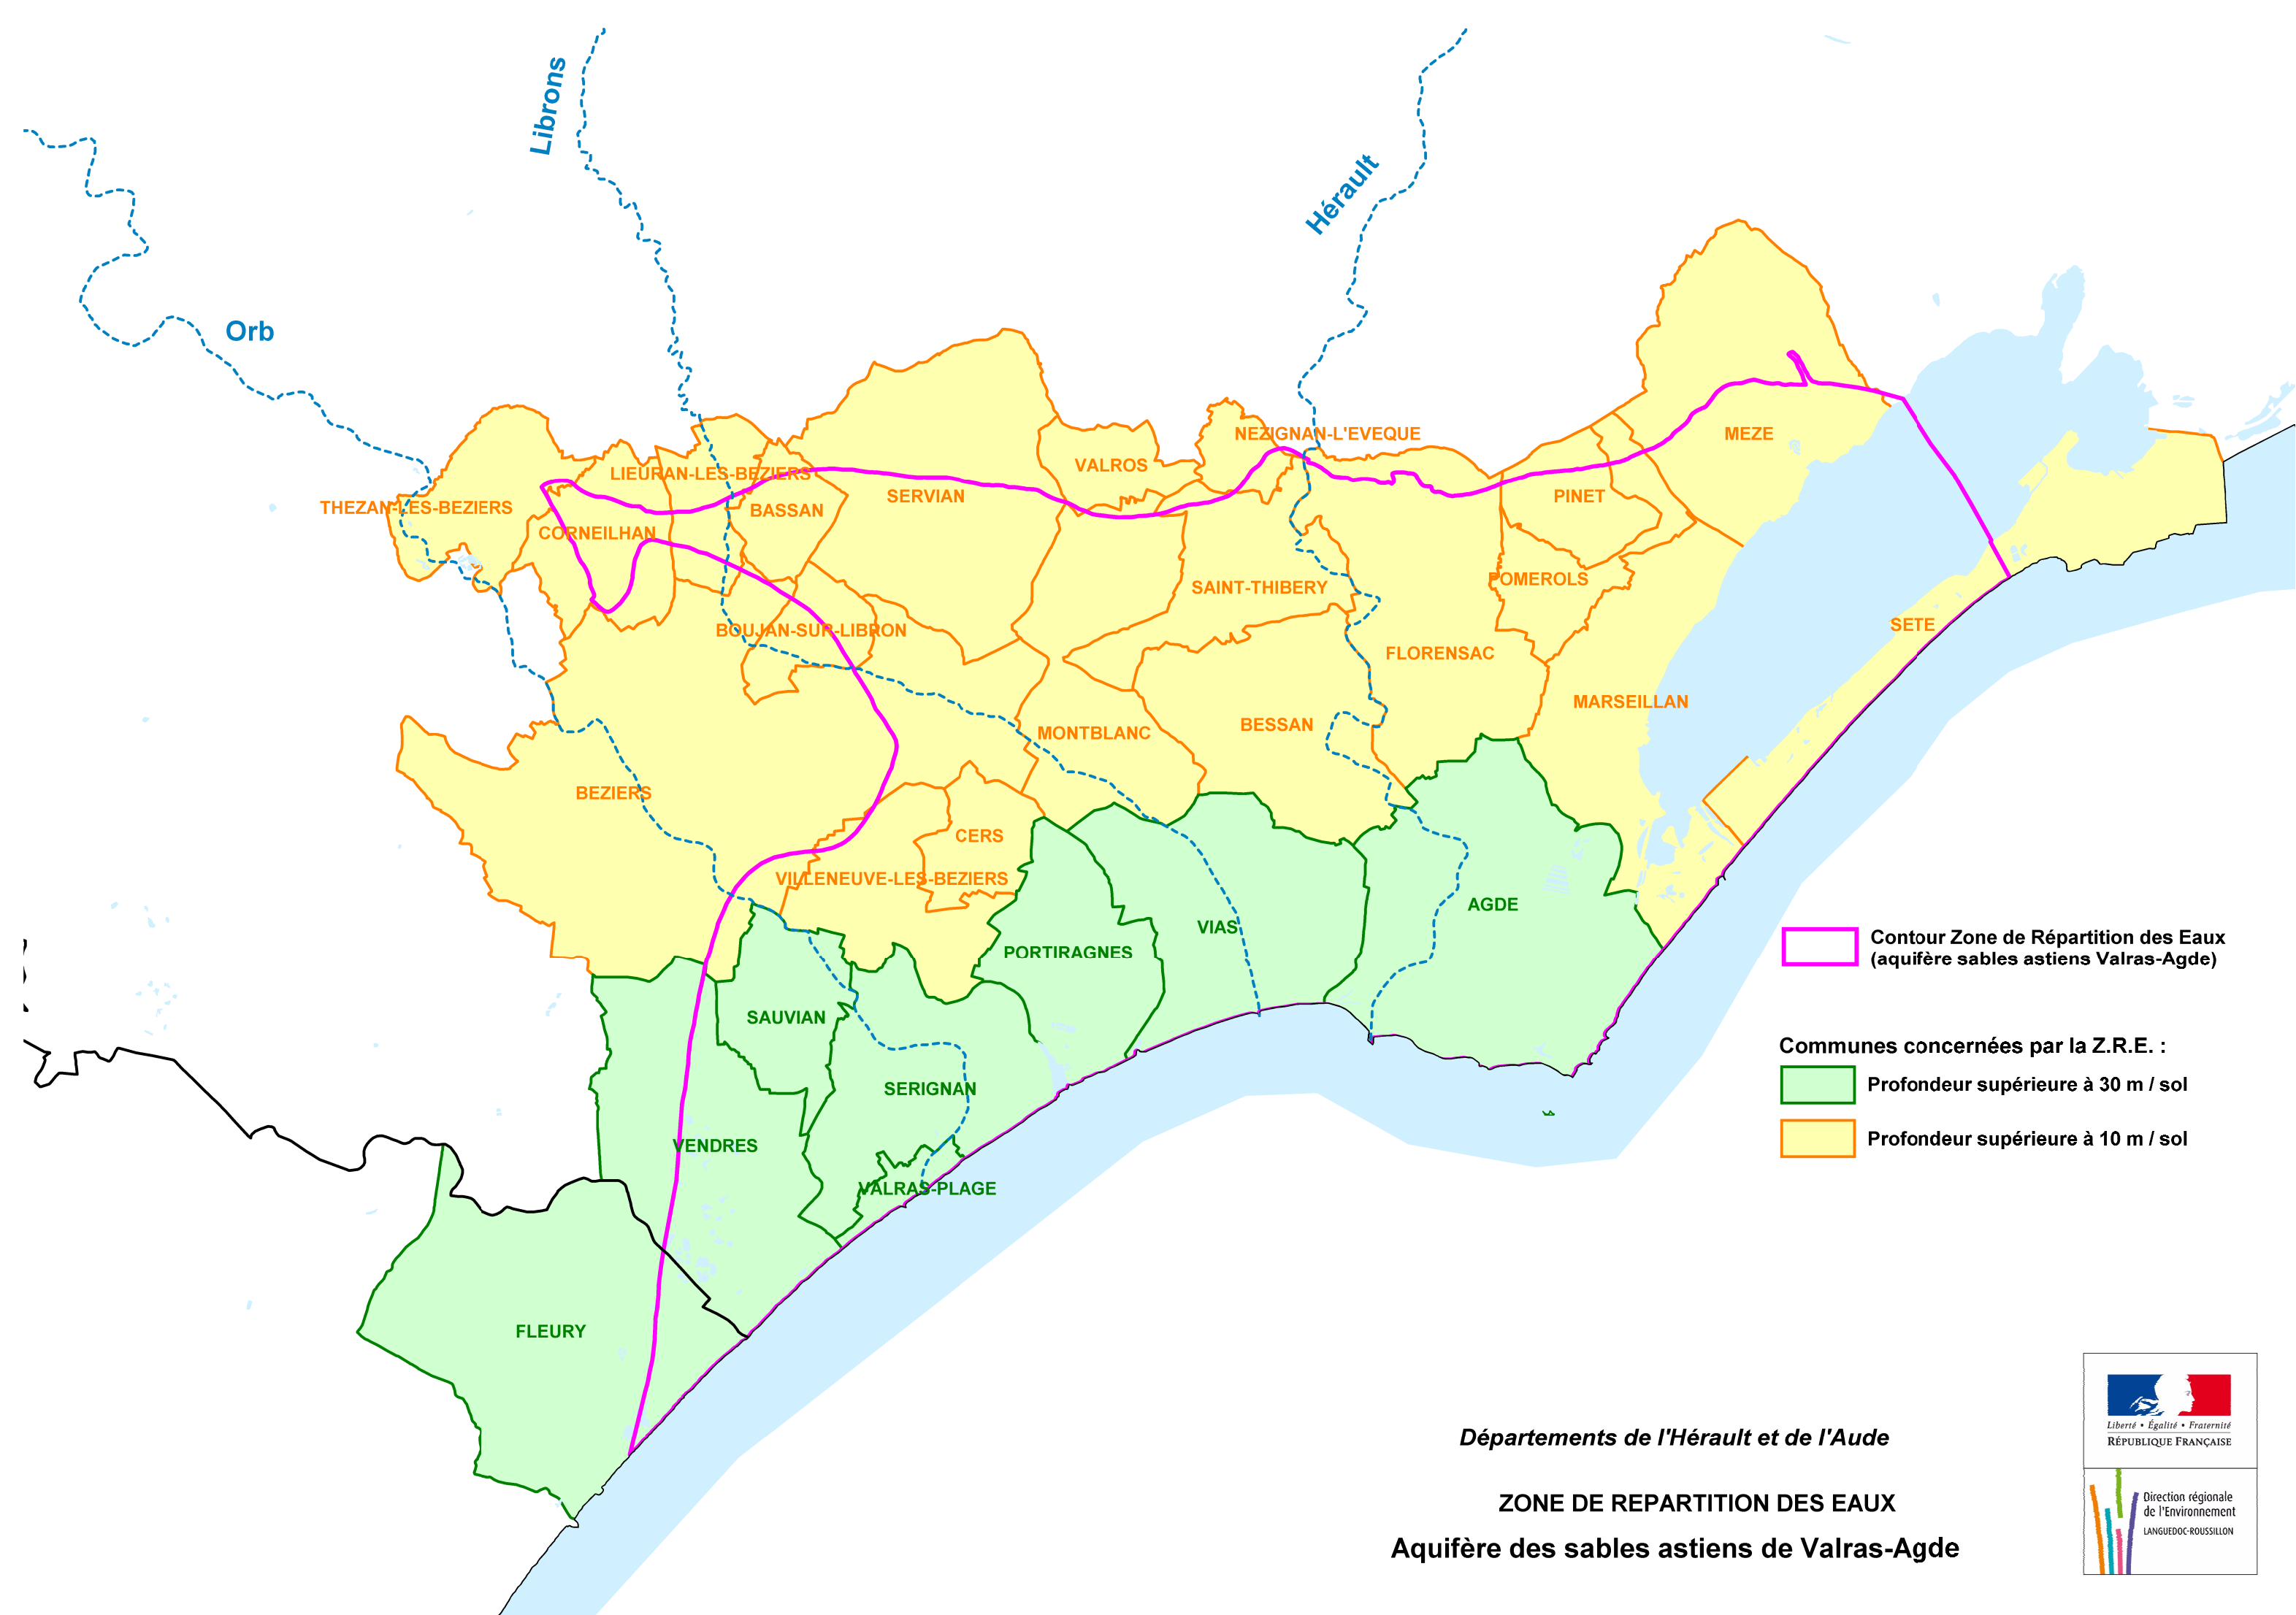 Librons
Hérault
Orb
NEZIGNAN-L'EVEQUE
MEZE
VALROS
LIEURAN-LES-BEZIERS
SERVIAN
PINET
THEZAN-LES-BEZIERS
BASSAN
CORNEILHAN
POMEROLS
SAINT-THIBERY
SETE
BOUJAN-SUR-LIBRON
FLORENSAC
MARSEILLAN
BESSAN
MONTBLANC
BEZIERS
CERS
VILLENEUVE-LES-BEZIERS
AGDE
VIAS
PORTIRAGNES
SAUVIAN
SERIGNAN
VENDRES
VALRAS-PLAGE
FLEURY
Contour Zone de Répartition des Eaux
(aquifère sables astiens Valras-Agde)
Communes concernées par la Z.R.E. :
Profondeur supérieure à 30 m / sol
Profondeur supérieure à 10 m / sol
Départements de l'Hérault et de l'Aude
ZONE DE REPARTITION DES EAUX
Aquifère des sables astiens de Valras-Agde
Liberté • Égalité • Fraternité
RÉPUBLIQUE FRANÇAISE
Direction régionale
de l'Environnement
LANGUEDOC-ROUSSILLON